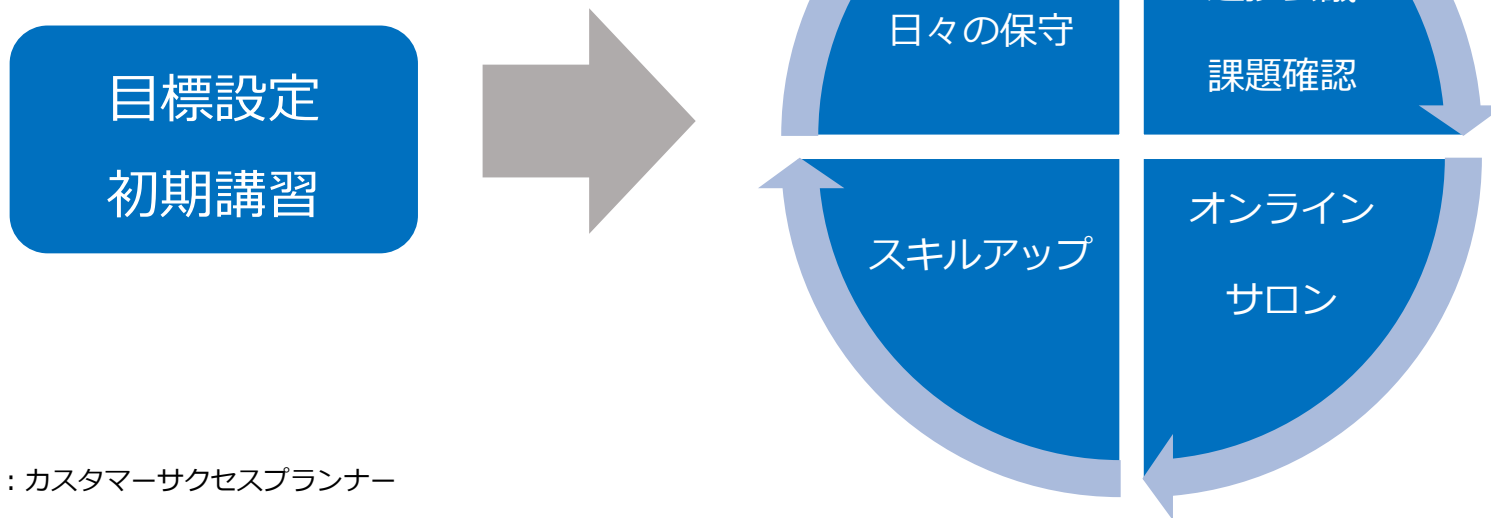 目標設定
初期講習
日々の保守
課題確認
スキルアップ
オンライン
サロン
：カスタマーサクセスプランナー